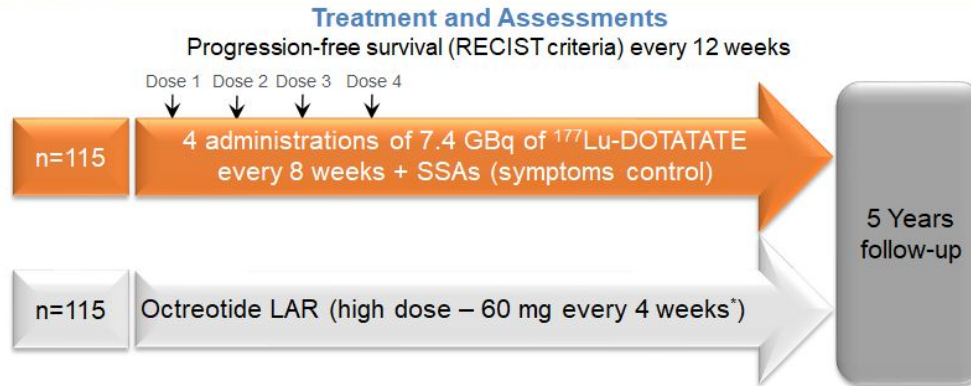 Treatment and Assessments
Progression-free survival (RECIST criteria) every 12 weeks
Dose 1 Dose 2 Dose 3 Dose 4
n=115
4 administrations of 7.4 GBq of ¹⁷⁷Lu-DOTATATE
every 8 weeks + SSAs (symptoms control)
n=115
Octreotide LAR (high dose – 60 mg every 4 weeks*)
5 Years
follow-up